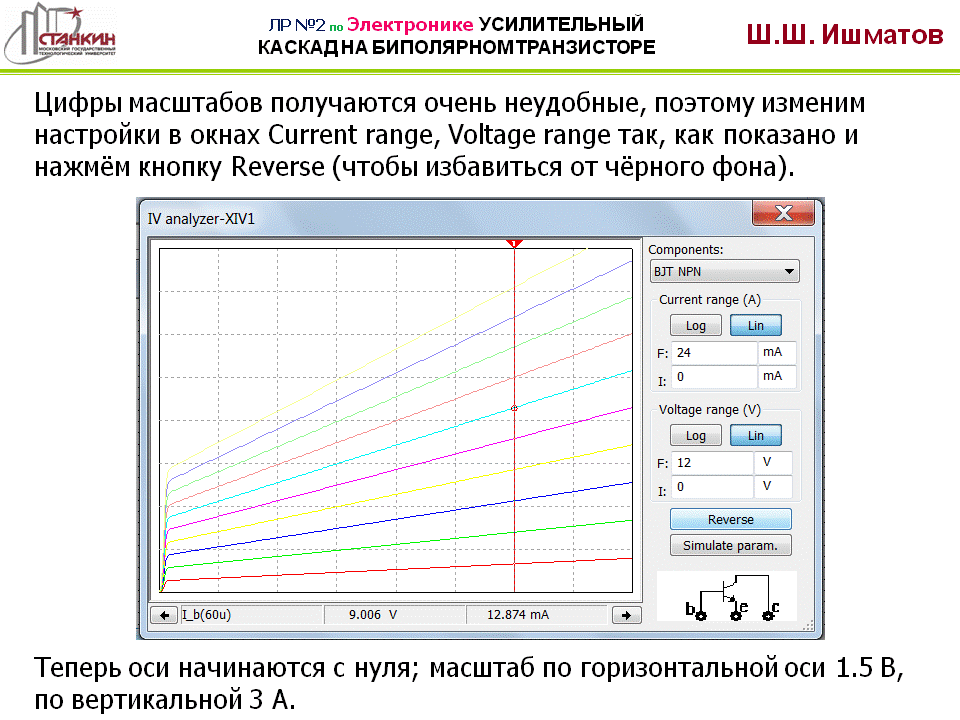 СТАНКИН
МОСКОВСКИЙ ГОСУДАРСТВЕННЫЙ
ТЕХНОЛОГИЧЕСКИЙ УНИВЕРСИТЕТ
ЛР №2 по Электронике УСИЛИТЕЛЬНЫЙ
КАСКАД НА БИПОЛЯРНОМ ТРАНЗИСТОРЕ
Ш.Ш. Ишматов
Цифры масштабов получаются очень неудобные, поэтому изменим
настройки в окнах Current range, Voltage range так, как показано и
нажмём кнопку Reverse (чтобы избавиться от чёрного фона).
IV analyzer-XIV1
1
Components:
BJT NPN
Current range (A)
Log Lin
F: 24 mA
I: 0 mA
Voltage range (V)
Log Lin
F: 12 V
I: 0 V
Reverse
Simulate param.
b e c
I_b(60u) 9.006 V 12.874 mA
Теперь оси начинаются с нуля; масштаб по горизонтальной оси 1.5 В,
по вертикальной 3 А.